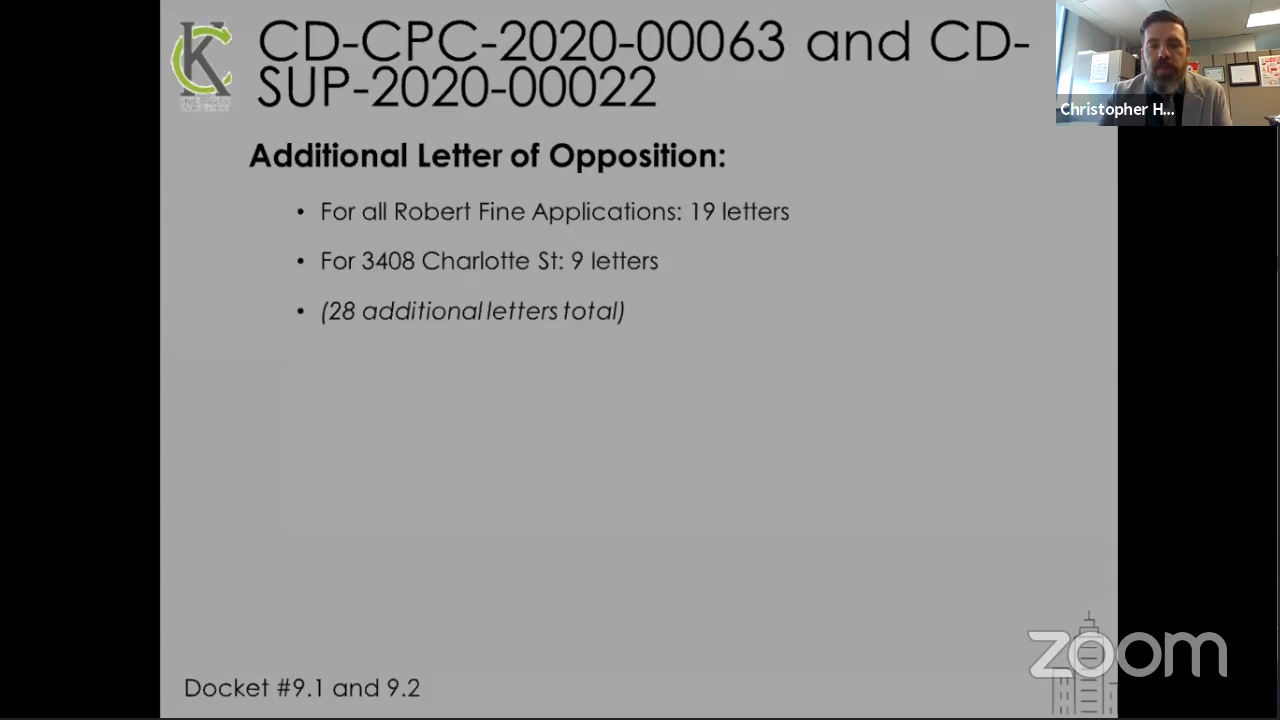 KC
CD-CPC-2020-00063 and CD-
SUP-2020-00022
Additional Letter of Opposition:
• For all Robert Fine Applications: 19 letters
• For 3408 Charlotte St: 9 letters
• (28 additional letters total)
Docket #9.1 and 9.2
Christopher H...
zoom